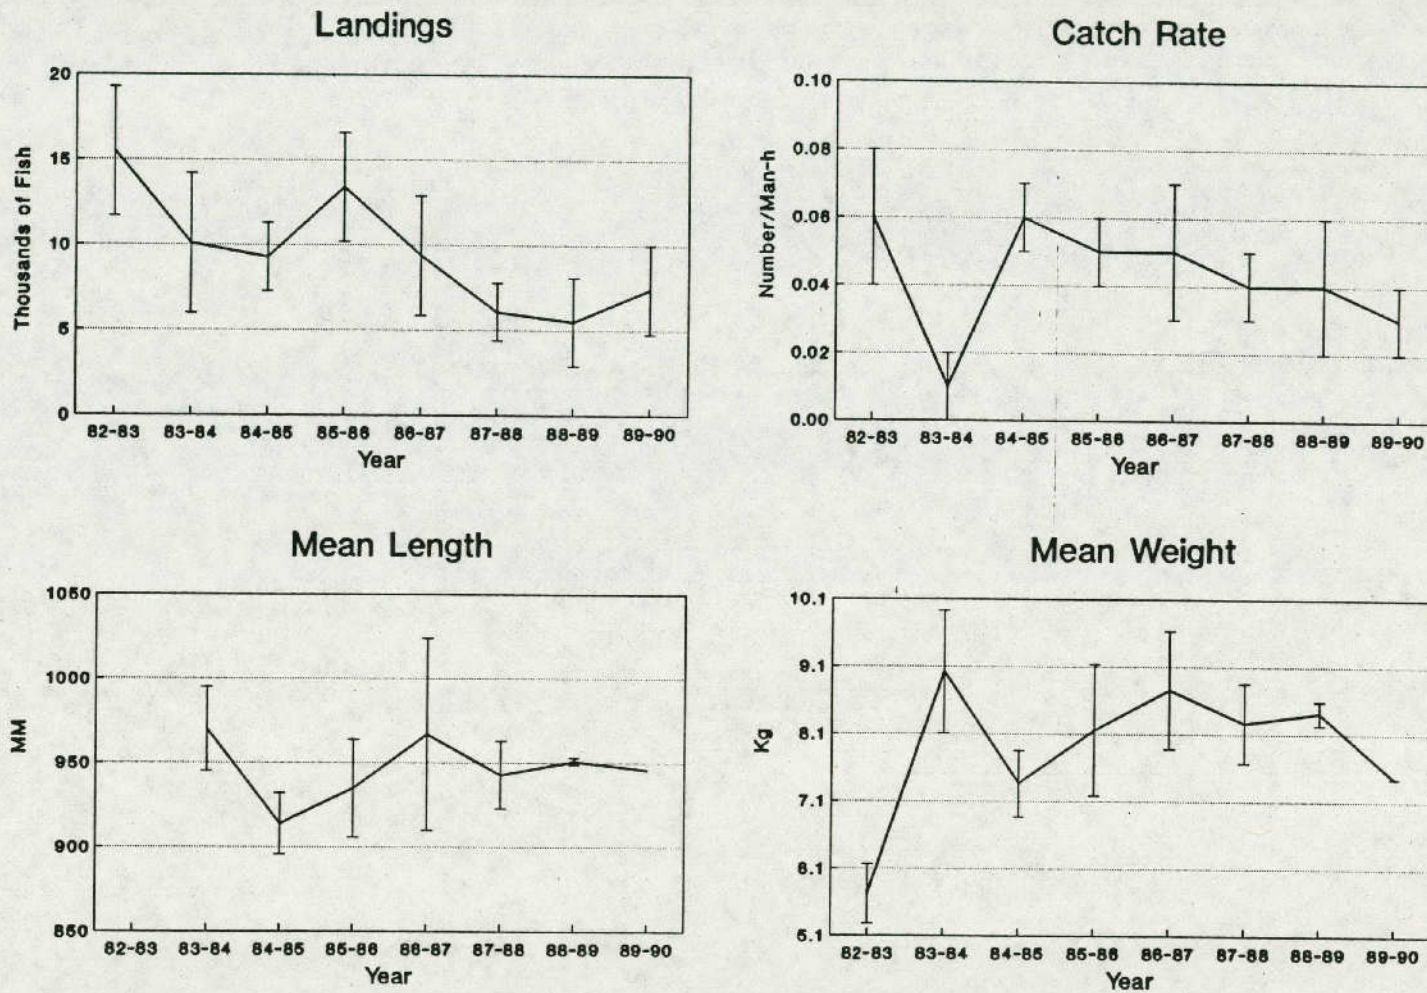 Landings
20
15
10
5
0
Thousands of Fish
82-83 83-84 84-85 85-86 86-87 87-88 88-89 89-90
Year
Catch Rate
0.10
0.08
0.06
0.04
0.02
0.00
Number/Man-h
82-83 83-84 84-85 85-86 86-87 87-88 88-89 89-90
Year
Mean Length
1050
1000
950
900
850
MM
82-83 83-84 84-85 85-86 86-87 87-88 88-89 89-90
Year
Mean Weight
10.1
9.1
8.1
7.1
6.1
5.1
Kg
82-83 83-84 84-85 85-86 86-87 87-88 88-89 89-90
Year